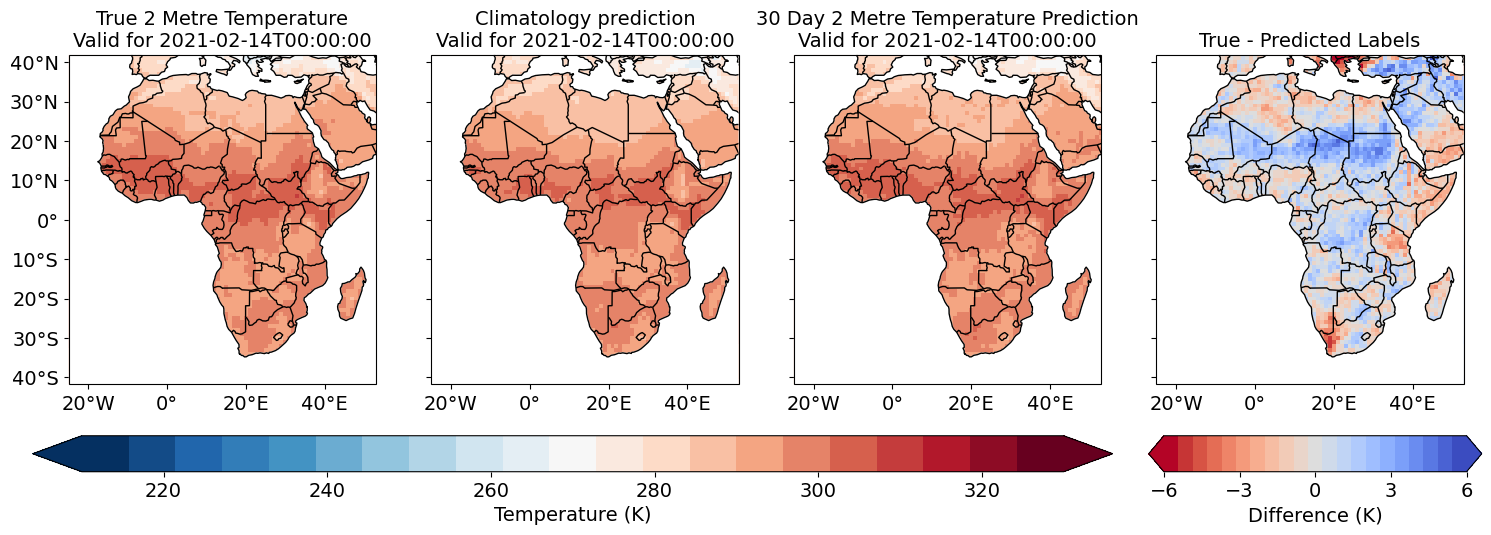 True 2 Metre Temperature
Valid for 2021-02-14T00:00:00
Climatology prediction
Valid for 2021-02-14T00:00:00
30 Day 2 Metre Temperature Prediction
Valid for 2021-02-14T00:00:00
True - Predicted Labels
40°N
30°N
20°N
10°N
0°
10°S
20°S
30°S
40°S
20°W 0° 20°E 40°E
20°W 0° 20°E 40°E
20°W 0° 20°E 40°E
20°W 0° 20°E 40°E
220 240 260 280 300 320
Temperature (K)
−6 −3 0 3 6
Difference (K)